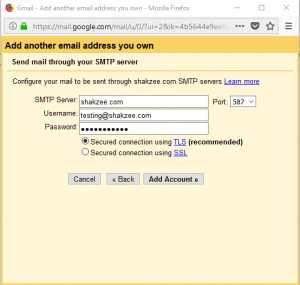 Gmail - Add another email address you own - Mozilla Firefox
https://mail.google.com/mail/u/0/?ui=2&ik=4b5644e9ee
Add another email address you own
Send mail through your SMTP server
Configure your mail to be sent through shakzee.com SMTP servers Learn more
SMTP Server: shakzee.com Port: 587
Username: testing@shakzee.com
Password: ●●●●●●●●●●●
Secured connection using TLS (recommended)
Secured connection using SSL
Cancel « Back Add Account »